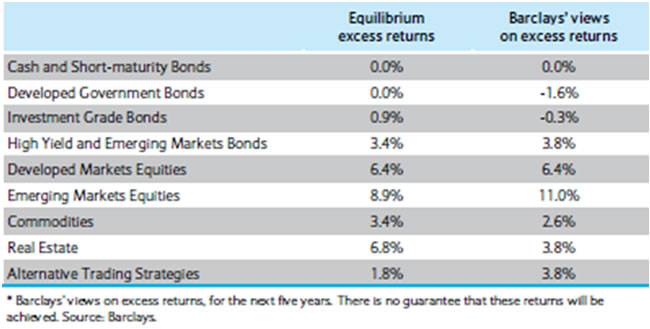 Equilibrium excess returns Barclays' views on excess returns
Cash and Short-maturity Bonds 0.0% 0.0%
Developed Government Bonds 0.0% -1.6%
Investment Grade Bonds 0.9% -0.3%
High Yield and Emerging Markets Bonds 3.4% 3.8%
Developed Markets Equities 6.4% 6.4%
Emerging Markets Equities 8.9% 11.0%
Commodities 3.4% 2.6%
Real Estate 6.8% 3.8%
Alternative Trading Strategies 1.8% 3.8%
* Barclays' views on excess returns, for the next five years. There is no guarantee that these returns will be
achieved. Source: Barclays.